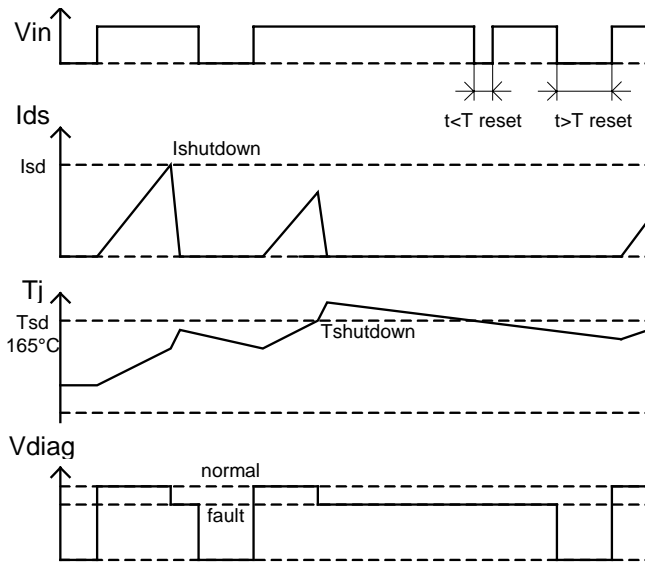 Vin
t<T reset
t>T reset
Ids
Isd
Ishutdown
Tj
Tsd
165°C
Tshutdown
Vdiag
normal
fault